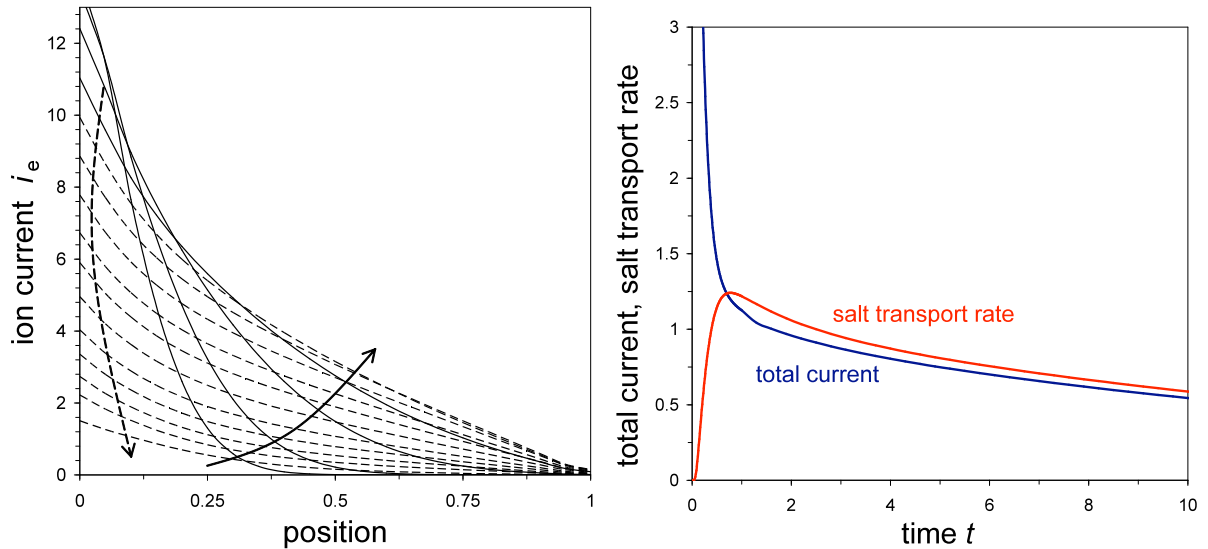 ion current i e
12
10
8
6
4
2
0
0 0.25 0.5 0.75 1
position
total current, salt transport rate
3
2.5
2
1.5
1
0.5
0
salt transport rate
total current
0 2 4 6 8 10
time t